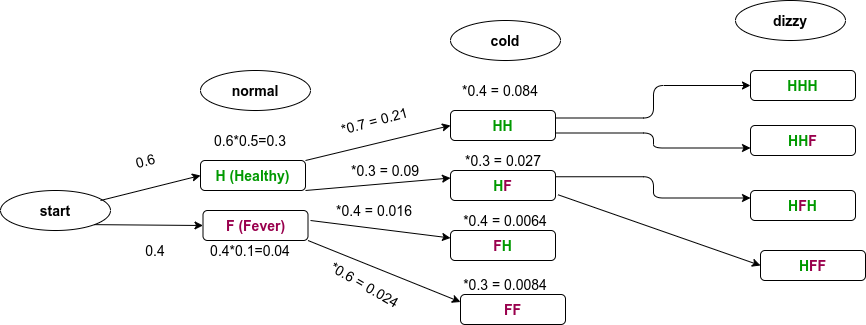 start
0.6
0.4
normal
0.6*0.5=0.3
H (Healthy)
F (Fever)
0.4*0.1=0.04
*0.7 = 0.21
*0.3 = 0.09
*0.4 = 0.016
*0.6 = 0.024
cold
*0.4 = 0.084
HH
*0.3 = 0.027
HF
*0.4 = 0.0064
FH
*0.3 = 0.0084
FF
dizzy
HHH
HHF
HFH
HFF